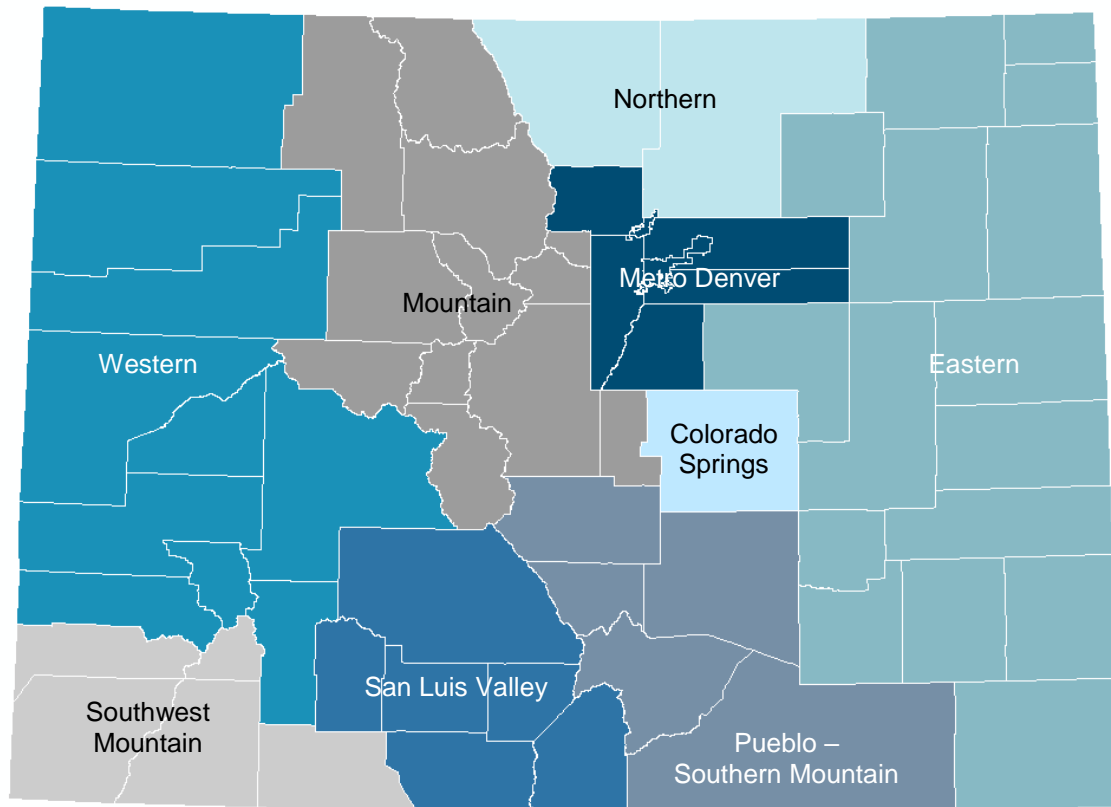 Northern
Metro Denver
Mountain
Western
Eastern
Colorado
Springs
San Luis Valley
Southwest
Mountain
Pueblo –
Southern Mountain